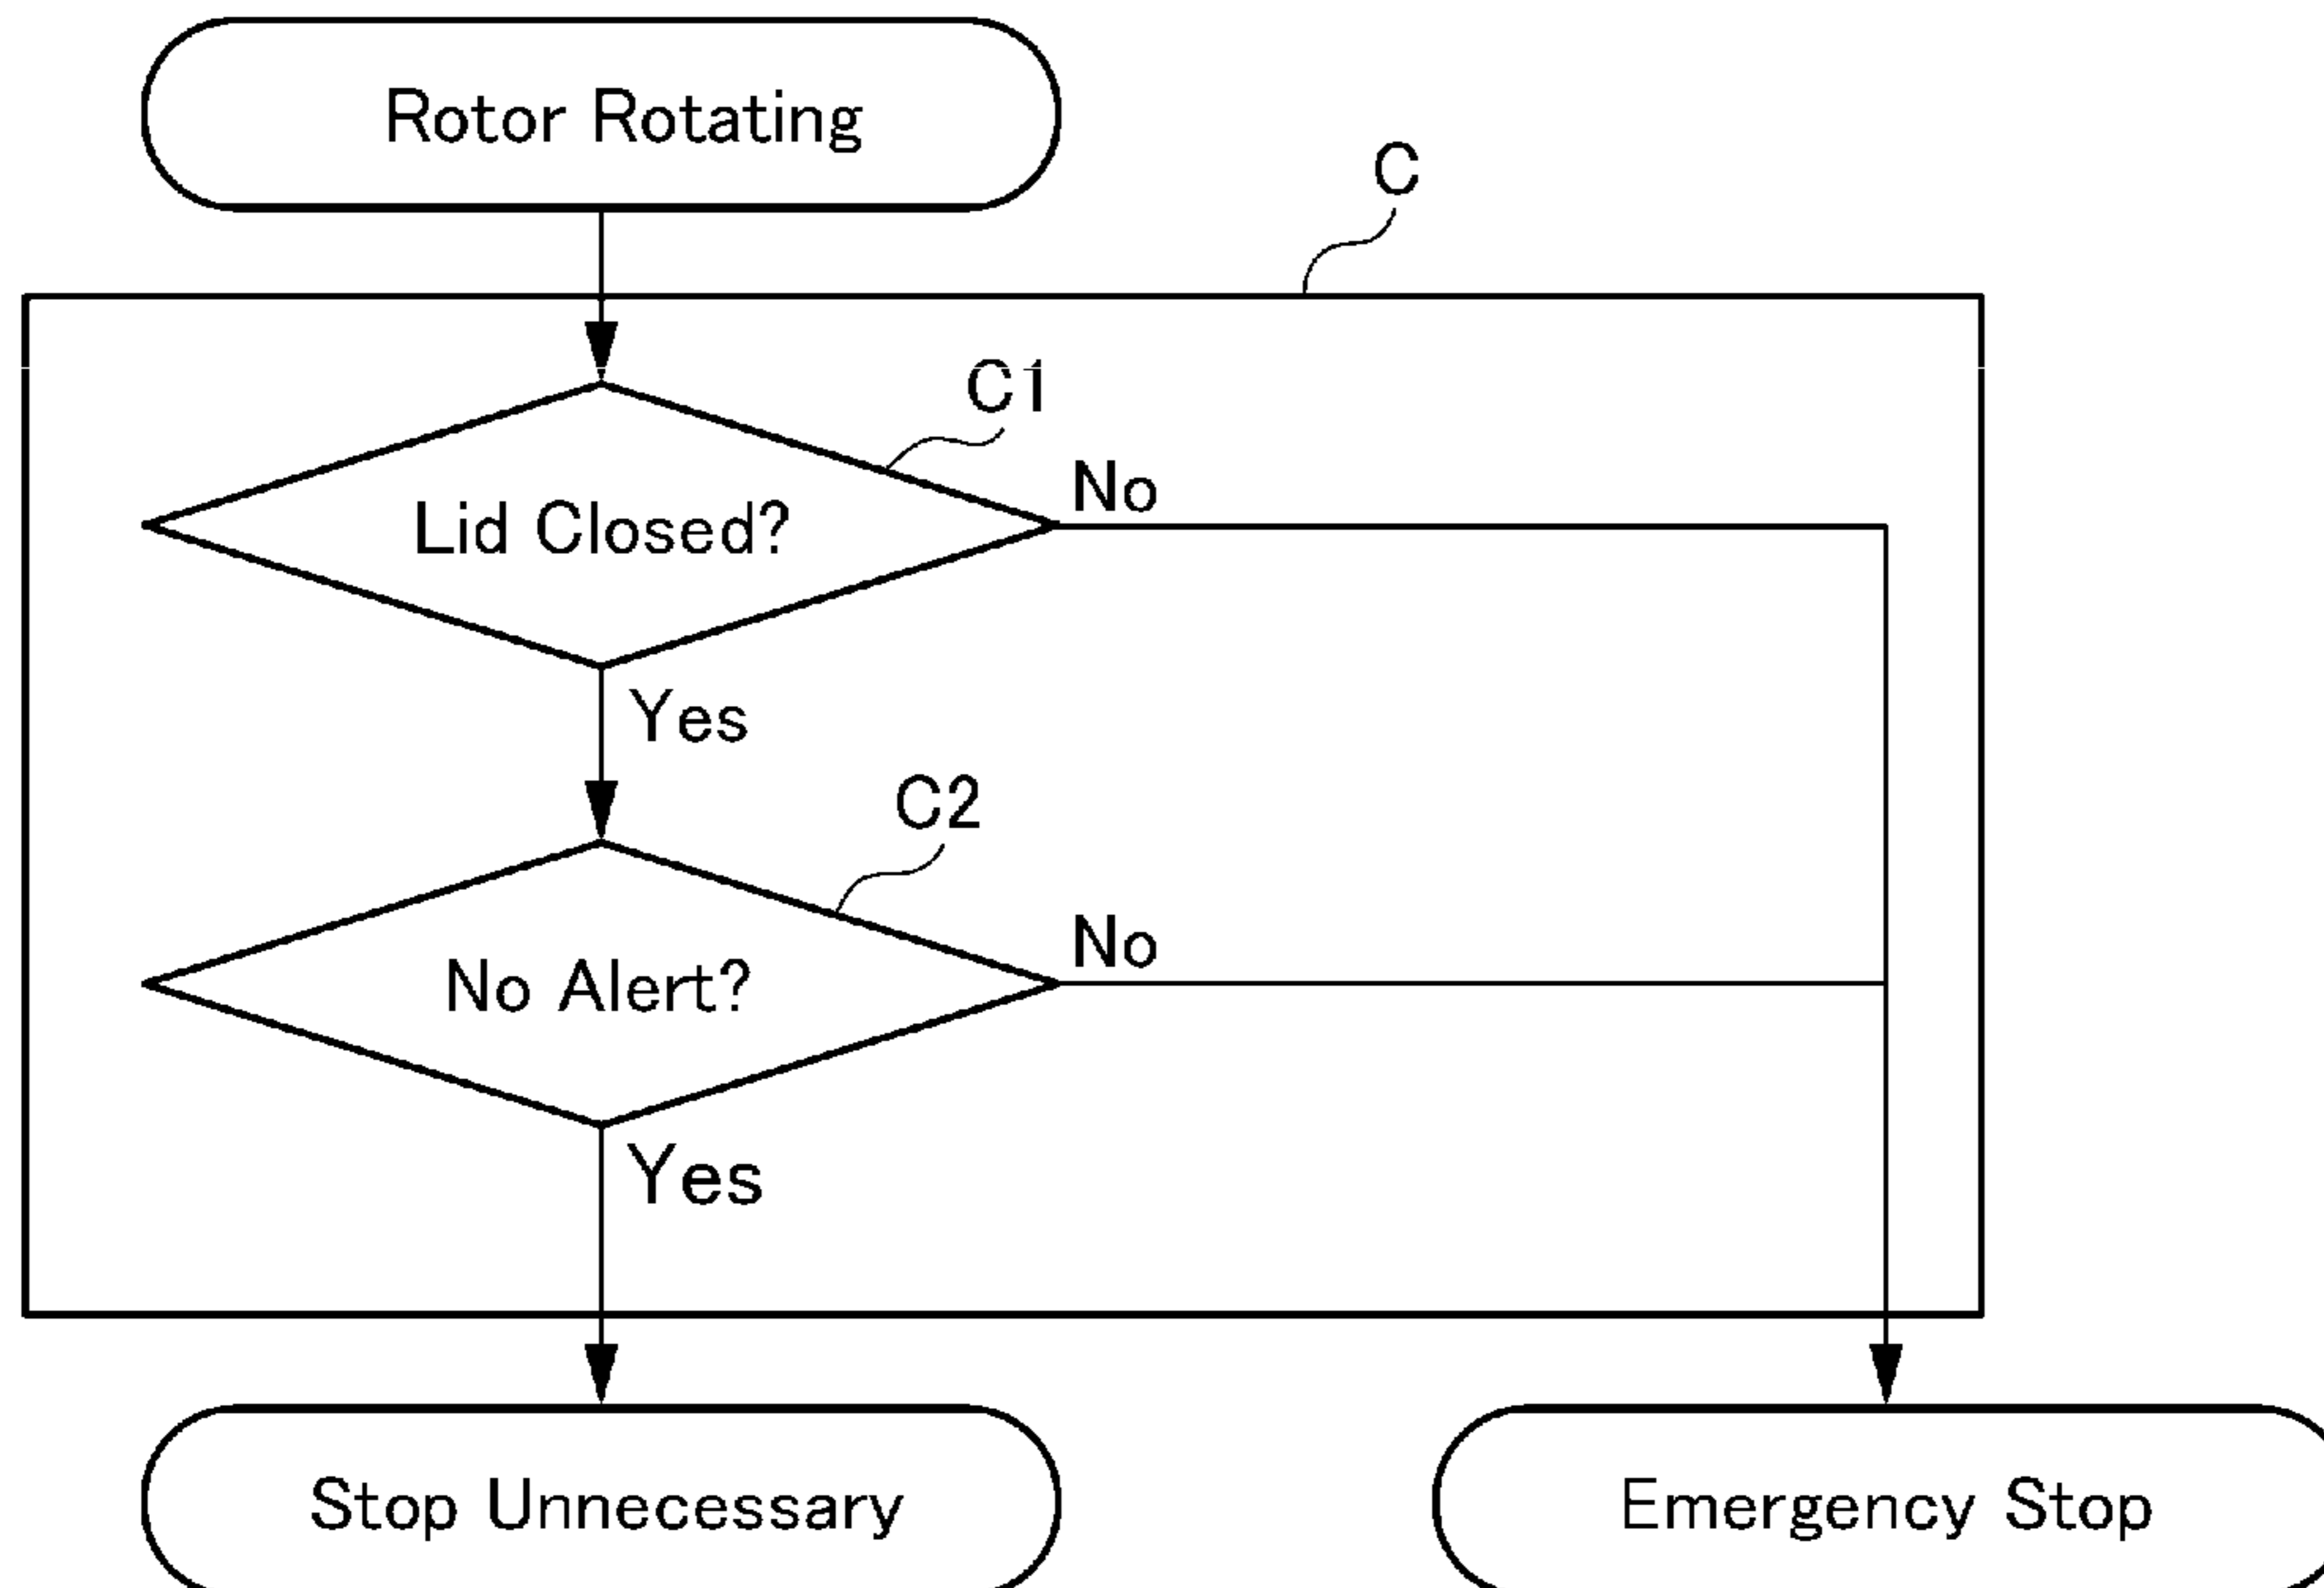 Rotor Rotating
C
C1
Lid Closed?
No
Yes
C2
No Alert?
No
Yes
Stop Unnecessary
Emergency Stop